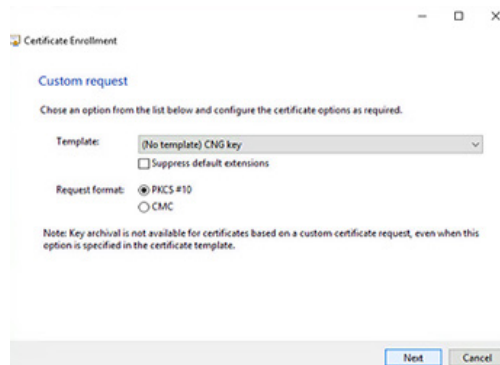 Certificate Enrollment
Custom request
Chose an option from the list below and configure the certificate options as required.
Template:
(No template) CNG key
Suppress default extensions
Request format:
PKCS #10
CMC
Note: Key archival is not available for certificates based on a custom certificate request, even when this
option is specified in the certificate template.
Next
Cancel